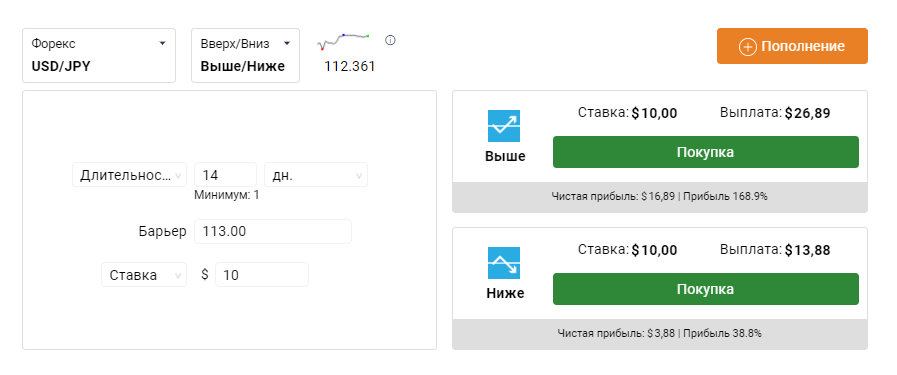 Форекс
USD/JPY
Вверх/Вниз
Выше/Ниже
112.361
Пополнение
Длительнос...
14
дн.
Минимум: 1
Барьер
113.00
Ставка
$
10
Выше
Ставка: $10,00
Выплата: $26,89
Покупка
Чистая прибыль: $16,89 | Прибыль 168.9%
Ниже
Ставка: $10,00
Выплата: $13,88
Покупка
Чистая прибыль: $3,88 | Прибыль 38.8%